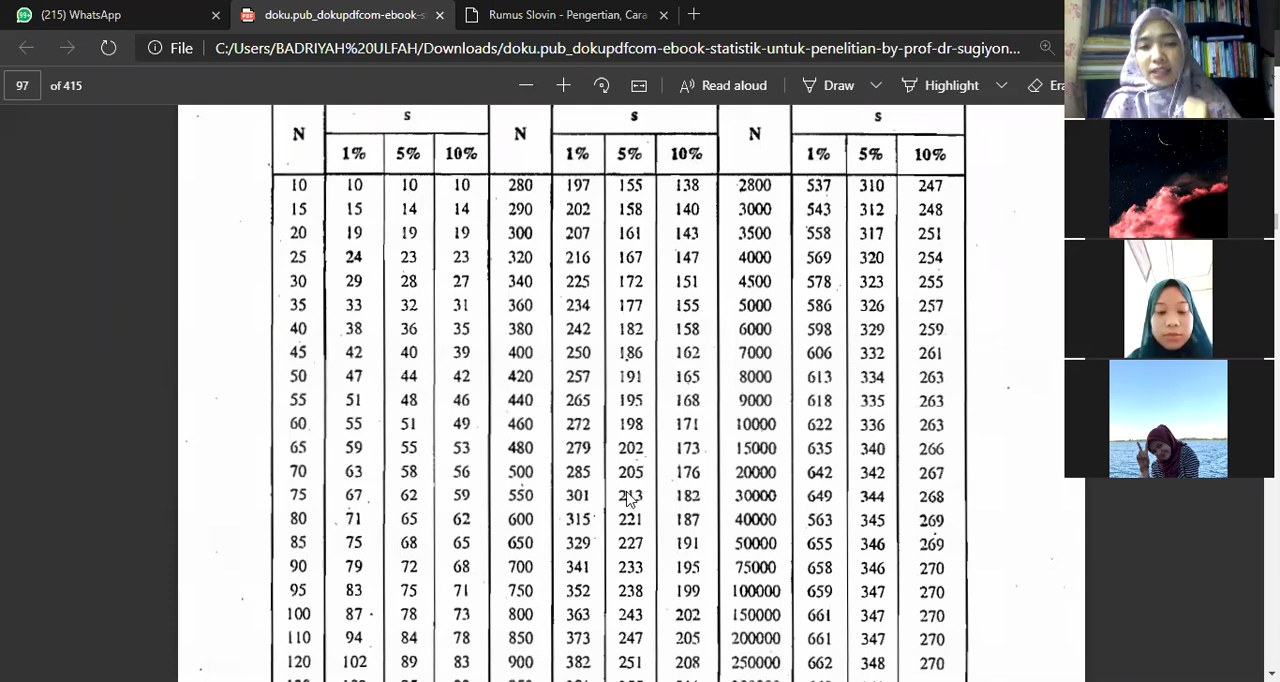 (215) WhatsApp
doku.pub_dokupdfcom-ebook-s
Rumus Slovin - Pengertian, Cara
File C:/Users/BADRIYAH%20ULFAH/Downloads/doku.pub_dokupdfcom-ebook-statistik-untuk-penelitian-by-prof-dr-sugiyon...
97 of 415 Read aloud Draw Highlight Era
N s N s N s
1% 5% 10% 1% 5% 10% 1% 5% 10%
10 10 10 10 280 197 155 138 2800 537 310 247
15 15 14 14 290 202 158 140 3000 543 312 248
20 19 19 19 300 207 161 143 3500 558 317 251
25 24 23 23 320 216 167 147 4000 569 320 254
30 29 28 27 340 225 172 151 4500 578 323 255
35 33 32 31 360 234 177 155 5000 586 326 257
40 38 36 35 380 242 182 158 6000 598 329 259
45 42 40 39 400 250 186 162 7000 606 332 261
50 47 44 42 420 257 191 165 8000 613 334 263
55 51 48 46 440 265 195 168 9000 618 335 263
60 55 51 49 460 272 198 171 10000 622 336 263
65 59 55 53 480 279 202 173 15000 635 340 266
70 63 58 56 500 285 205 176 20000 642 342 267
75 67 62 59 550 301 213 182 30000 649 344 268
80 71 65 62 600 315 221 187 40000 563 345 269
85 75 68 65 650 329 227 191 50000 655 346 269
90 79 72 68 700 341 233 195 75000 658 346 270
95 83 75 71 750 352 238 199 100000 659 347 270
100 87 78 73 800 363 243 202 150000 661 347 270
110 94 84 78 850 373 247 205 200000 661 347 270
120 102 89 83 900 382 251 208 250000 662 348 270